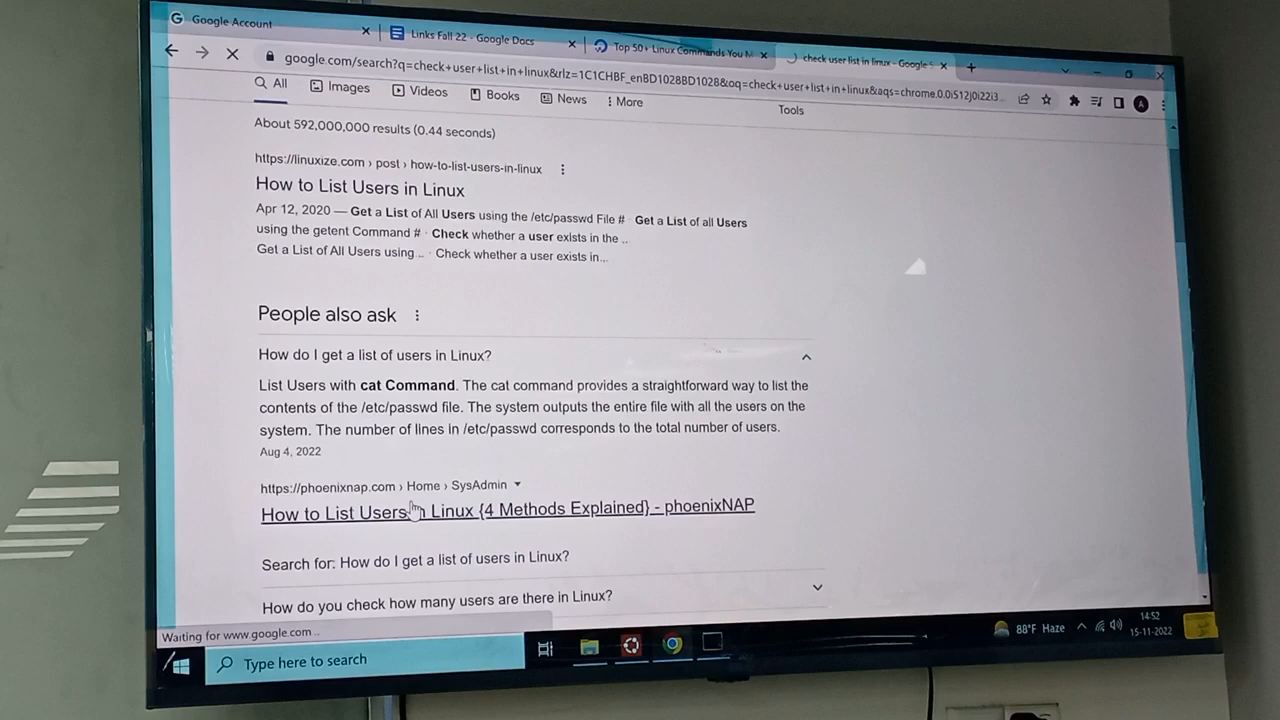 Google Account
Links Fall 22 - Google Docs
Top 50+ Linux Commands You M
check user list in linux - Google S
google.com/search?q=check+user+list+in+linux&rlz=1C1CHBF_enBD1028BD1028&oq=check+user+list+in+linux&aqs=chrome.0.0i512j0i22i3...
All
Images
Videos
Books
News
More
Tools
About 592,000,000 results (0.44 seconds)
https://linuxize.com › post › how-to-list-users-in-linux
How to List Users in Linux
Apr 12, 2020 — Get a List of All Users using the /etc/passwd File # · Get a List of all Users
using the getent Command # · Check whether a user exists in the ..
Get a List of All Users using... · Check whether a user exists in...
People also ask
How do I get a list of users in Linux?
List Users with cat Command. The cat command provides a straightforward way to list the
contents of the /etc/passwd file. The system outputs the entire file with all the users on the
system. The number of lines in /etc/passwd corresponds to the total number of users.
Aug 4, 2022
https://phoenixnap.com › Home › SysAdmin
How to List Users in Linux {4 Methods Explained} - phoenixNAP
Search for: How do I get a list of users in Linux?
How do you check how many users are there in Linux?
Waiting for www.google.com...
Type here to search
88°F Haze
14:52
15-11-2022
A